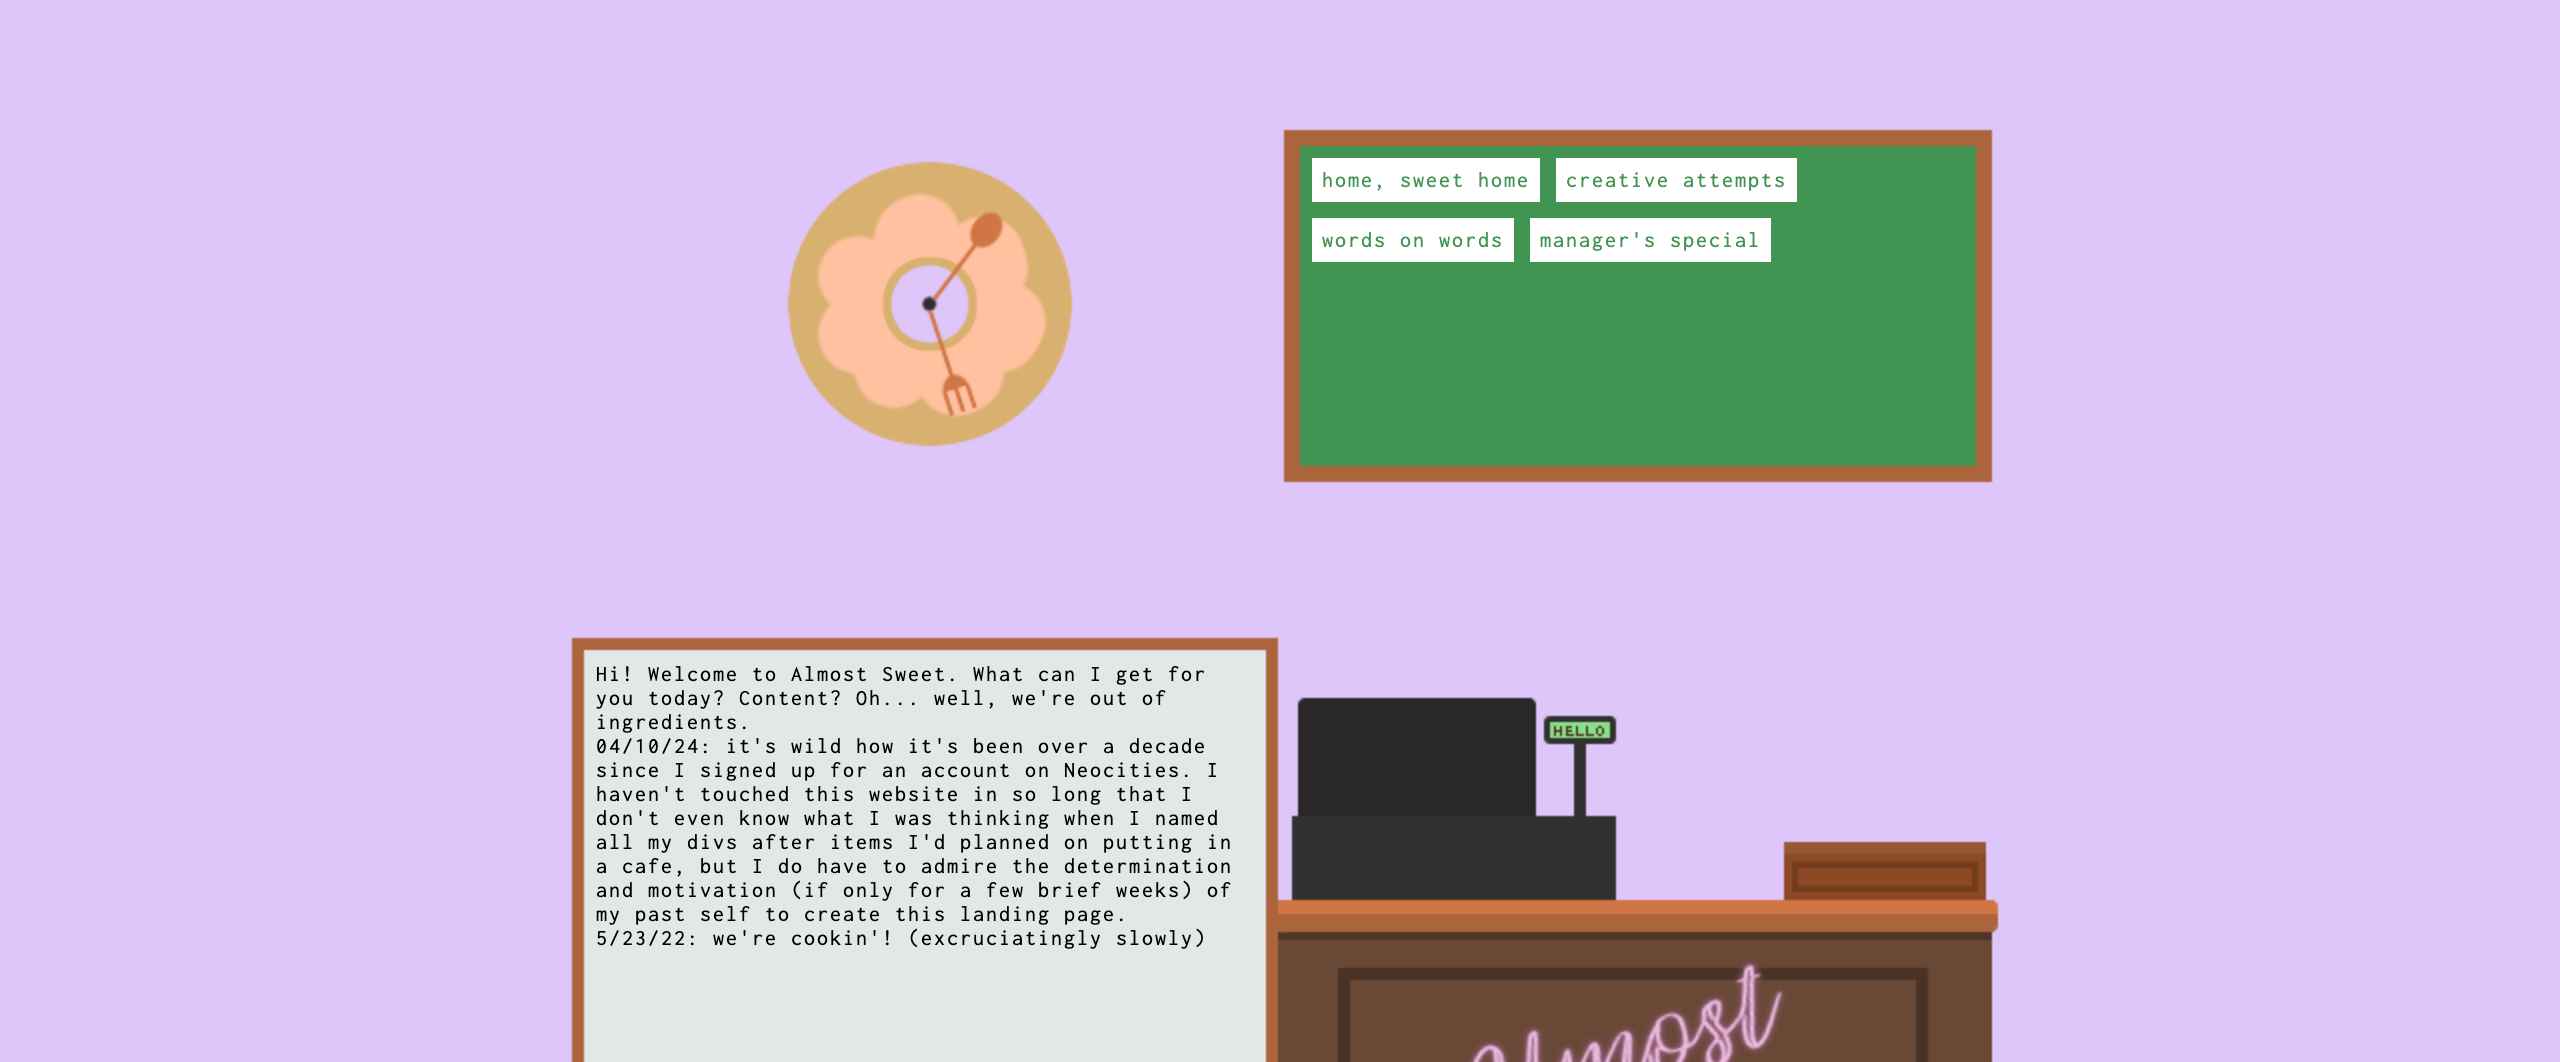 home, sweet home
creative attempts
words on words
manager's special
Hi! Welcome to Almost Sweet. What can I get for
you today? Content? Oh... well, we're out of
ingredients.
04/10/24: it's wild how it's been over a decade
since I signed up for an account on Neocities. I
haven't touched this website in so long that I
don't even know what I was thinking when I named
all my divs after items I'd planned on putting in
a cafe, but I do have to admire the determination
and motivation (if only for a few brief weeks) of
my past self to create this landing page.
5/23/22: we're cookin'! (excruciatingly slowly)
HELLO
Almost